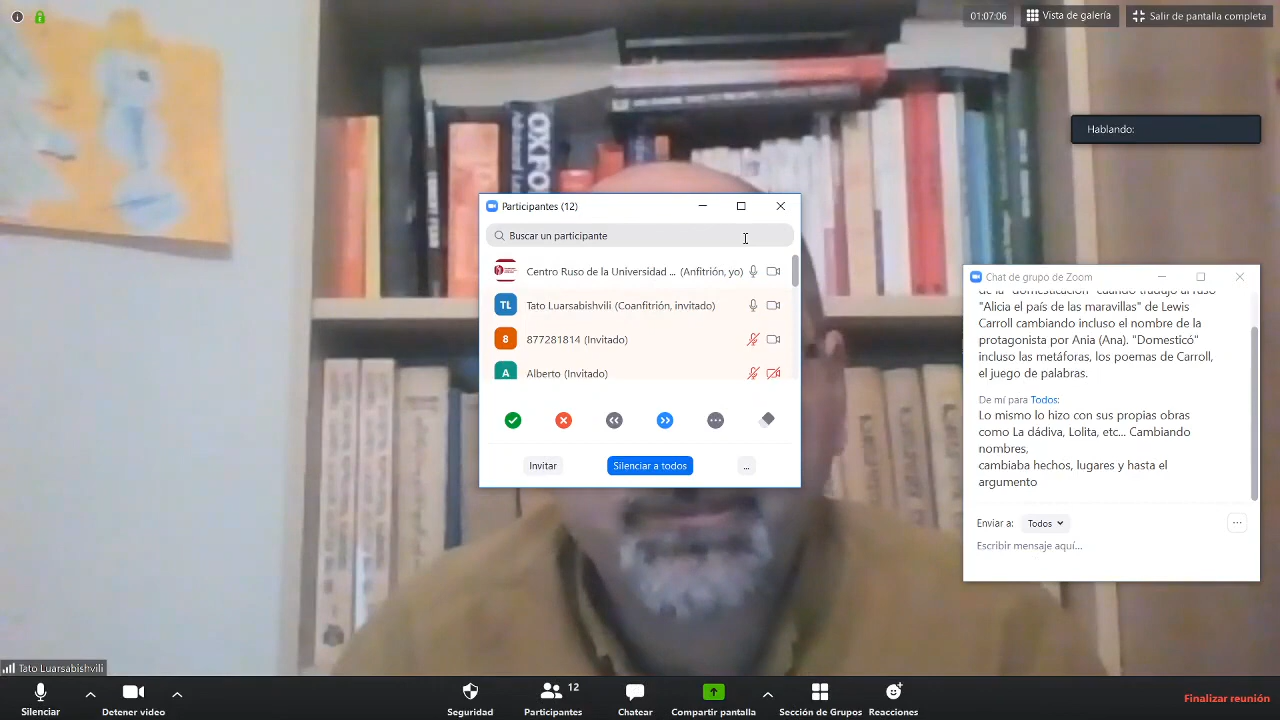 01:07:06
Vista de galería
Salir de pantalla completa
Hablando:
OXFO
Participantes (12)
Buscar un participante
Centro Ruso de la Universidad ... (Anfitrión, yo)
TL
Tato Luarsabishvili (Coanfitrión, invitado)
8
877281814 (Invitado)
A
Alberto (Invitado)
Invitar
Silenciar a todos
...
Chat de grupo de Zoom
"Alicia el país de las maravillas" de Lewis
Carroll cambiando incluso el nombre de la
protagonista por Ania (Ana). "Domesticó"
incluso las metáforas, los poemas de Carroll,
el juego de palabras.
De mí para Todos:
Lo mismo lo hizo con sus propias obras
como La dádiva, Lolita, etc... Cambiando
nombres,
cambiaba hechos, lugares y hasta el
argumento
Enviar a: Todos
Escribir mensaje aquí...
Tato Luarsabishvili
Silenciar
Detener video
Seguridad
12
Participantes
Chatear
Compartir pantalla
Sección de Grupos
Reacciones
Finalizar reunión